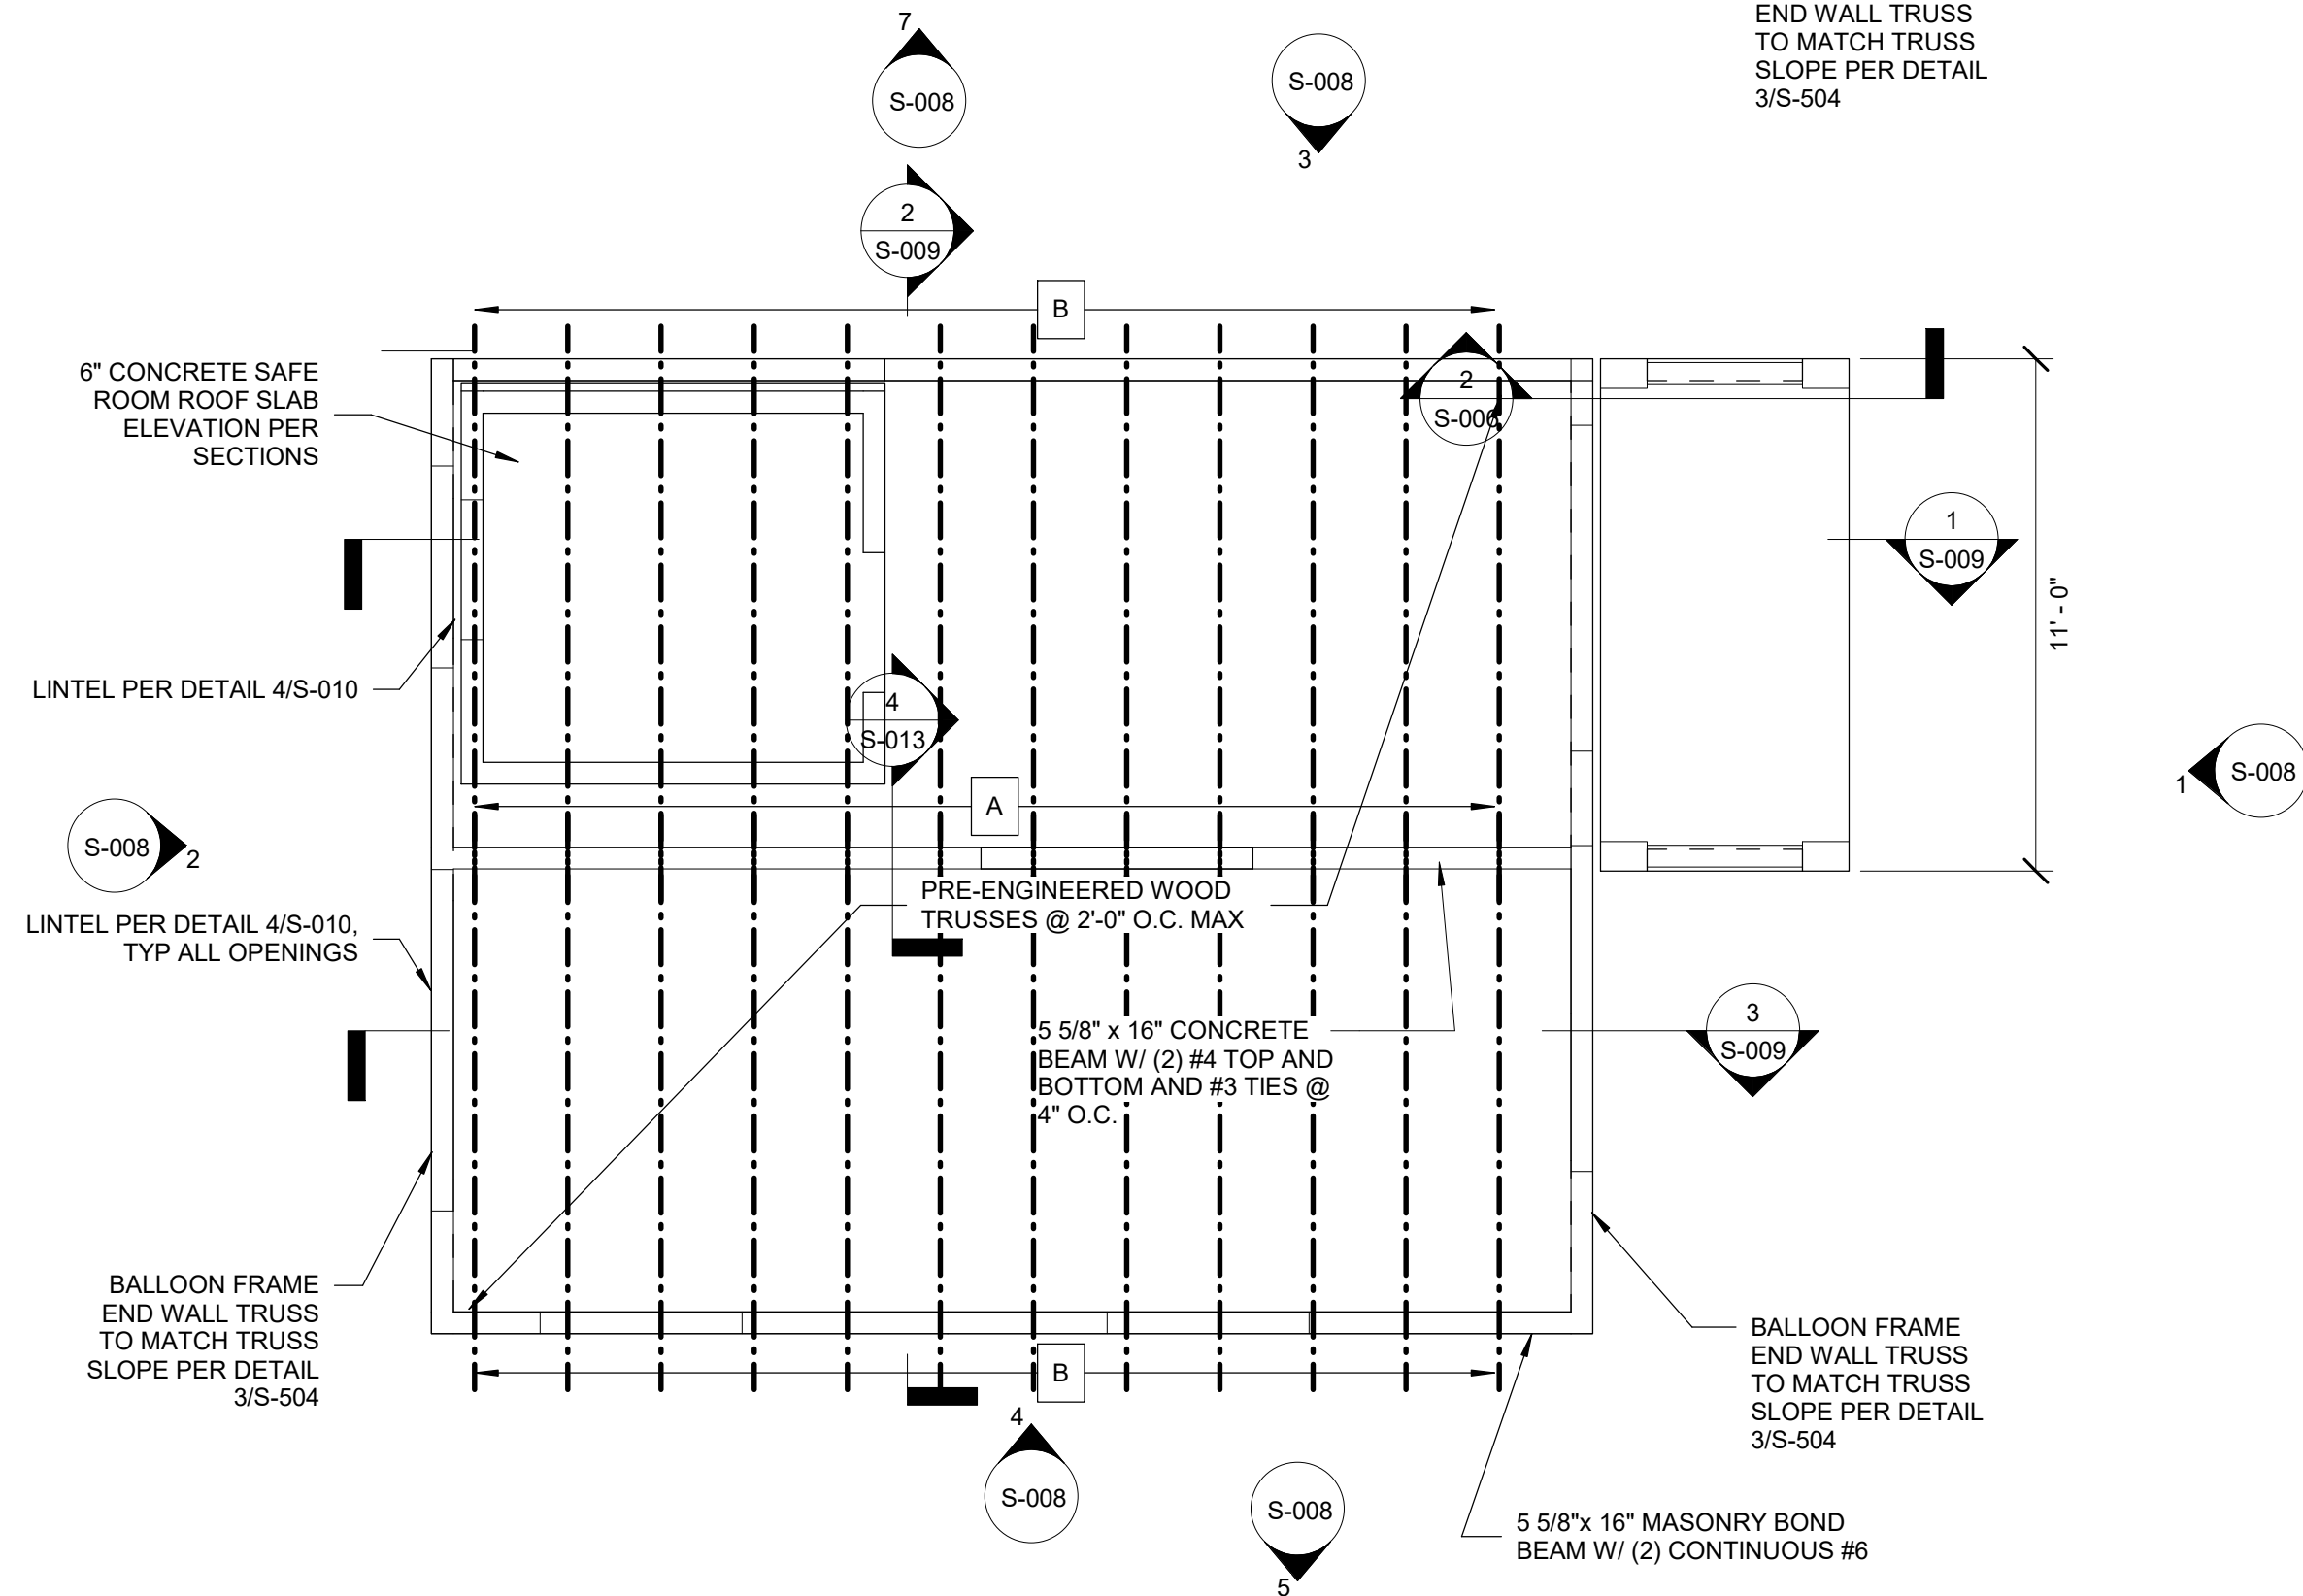 END WALL TRUSS
TO MATCH TRUSS
SLOPE PER DETAIL
3/S-504
7
S-008
S-008
3
2
S-009
B
6" CONCRETE SAFE
ROOM ROOF SLAB
ELEVATION PER
SECTIONS
2
S-006
1
S-009
11' - 0"
LINTEL PER DETAIL 4/S-010
4
S-013
1
S-008
A
S-008
2
PRE-ENGINEERED WOOD
TRUSSES @ 2'-0" O.C. MAX
LINTEL PER DETAIL 4/S-010,
TYP ALL OPENINGS
5 5/8" x 16" CONCRETE
BEAM W/ (2) #4 TOP AND
BOTTOM AND #3 TIES @
4" O.C.
3
S-009
BALLOON FRAME
END WALL TRUSS
TO MATCH TRUSS
SLOPE PER DETAIL
3/S-504
BALLOON FRAME
END WALL TRUSS
TO MATCH TRUSS
SLOPE PER DETAIL
3/S-504
B
4
S-008
S-008
5
5 5/8"x 16" MASONRY BOND
BEAM W/ (2) CONTINUOUS #6